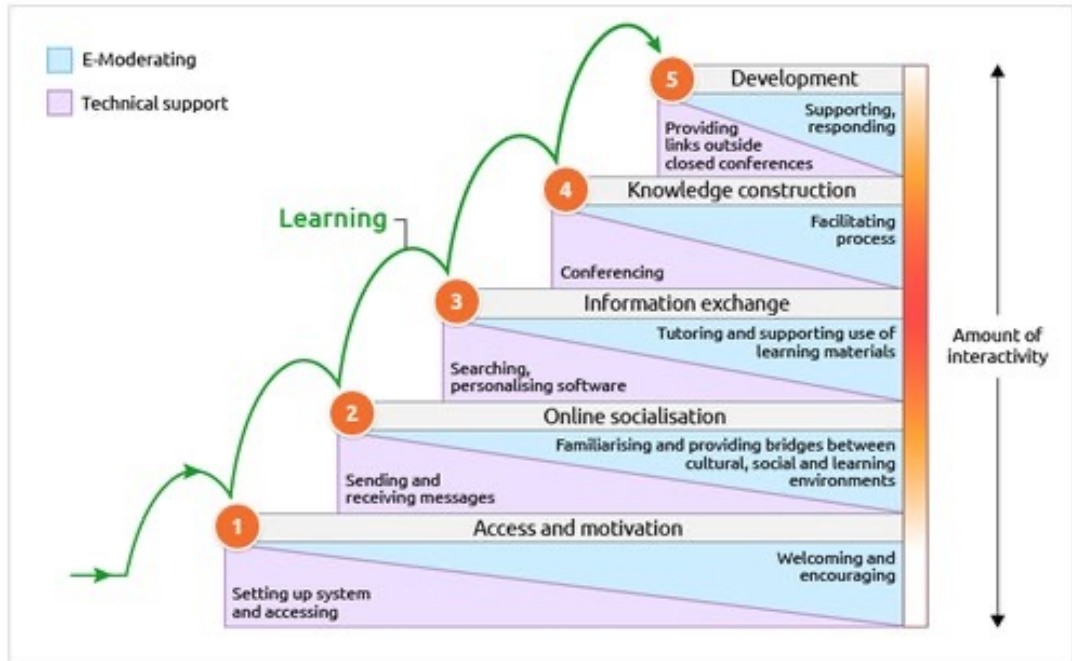 E-Moderating
Technical support
Learning
5
Development
Supporting,
responding
Providing
links outside
closed conferences
4
Knowledge construction
Facilitating
process
Conferencing
3
Information exchange
Tutoring and supporting use of
learning materials
Searching,
personalising software
2
Online socialisation
Familiarising and providing bridges between
cultural, social and learning
environments
Sending and
receiving messages
1
Access and motivation
Welcoming and
encouraging
Setting up system
and accessing
Amount of
interactivity